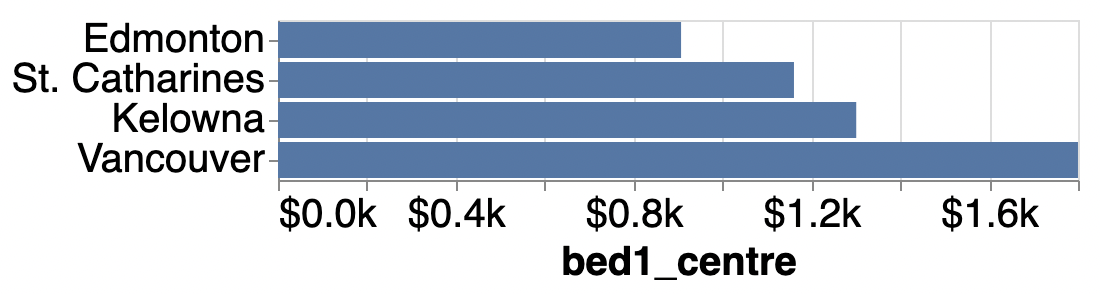 Edmonton
St. Catharines
Kelowna
Vancouver
$0.0k $0.4k $0.8k $1.2k $1.6k
bed1_centre